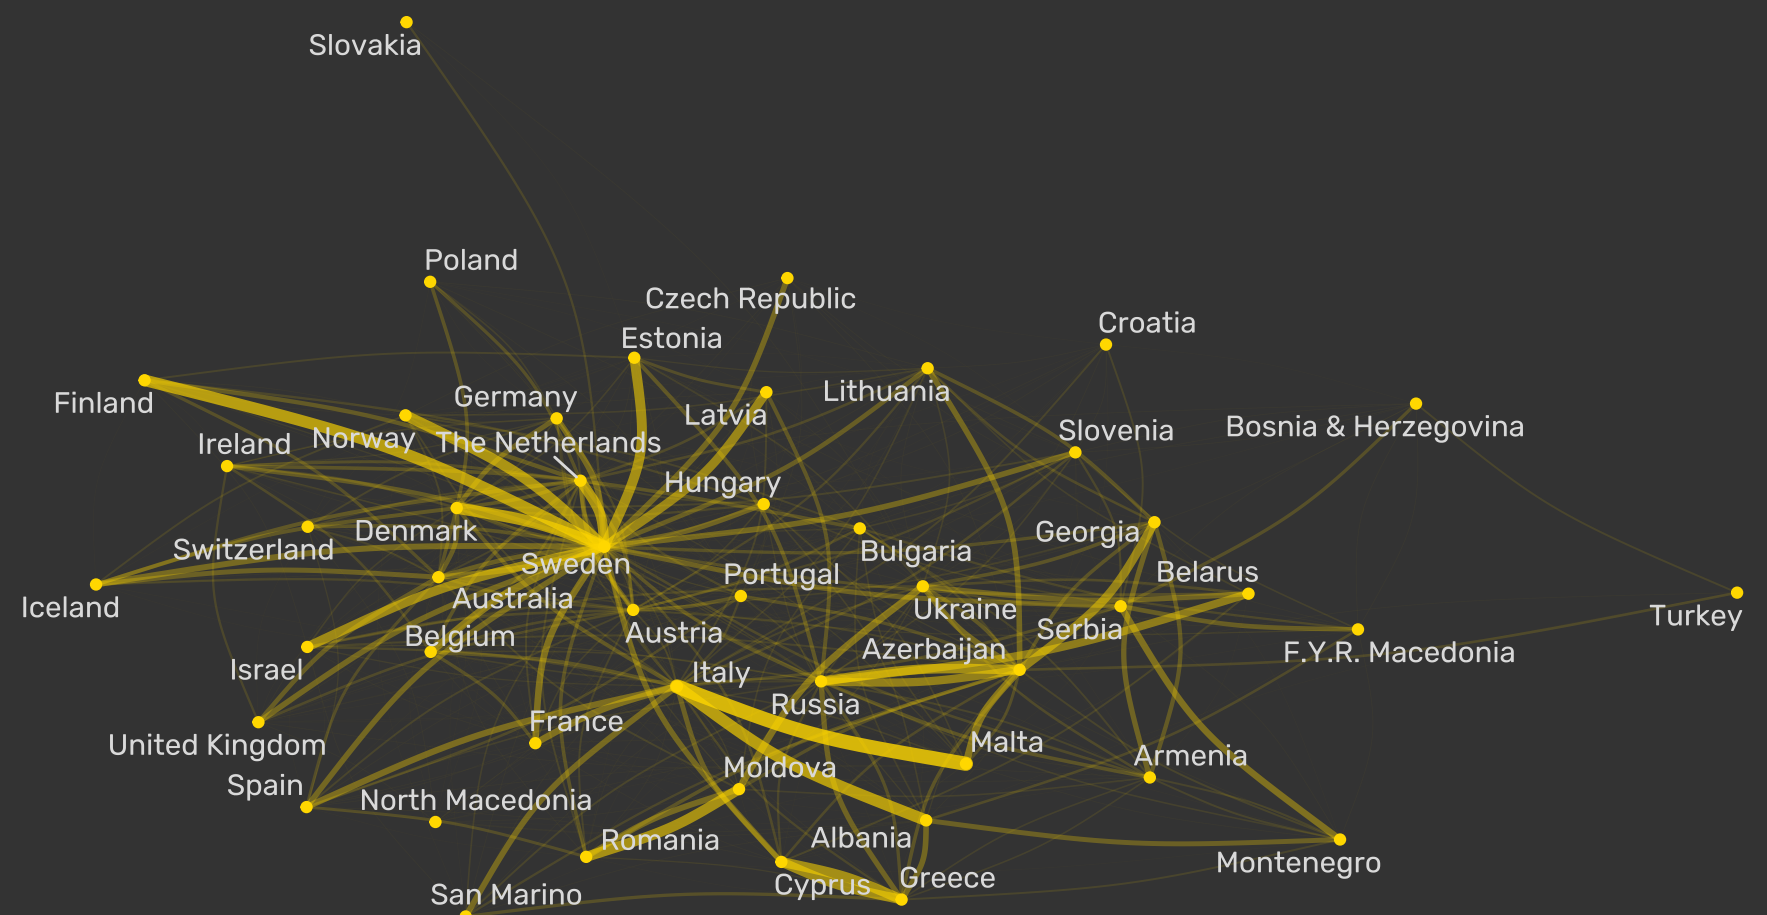 Slovakia
Poland
Czech Republic
Croatia
Estonia
Finland
Germany
Lithuania
Latvia
Bosnia & Herzegovina
Ireland
Norway
The Netherlands
Slovenia
Hungary
Switzerland
Denmark
Georgia
Sweden
Bulgaria
Portugal
Belarus
Iceland
Australia
Ukraine
Turkey
Belgium
Austria
Serbia
Azerbaijan
F.Y.R. Macedonia
Israel
Italy
Russia
France
United Kingdom
Malta
Armenia
Spain
Moldova
North Macedonia
Romania
Albania
Montenegro
San Marino
Cyprus
Greece